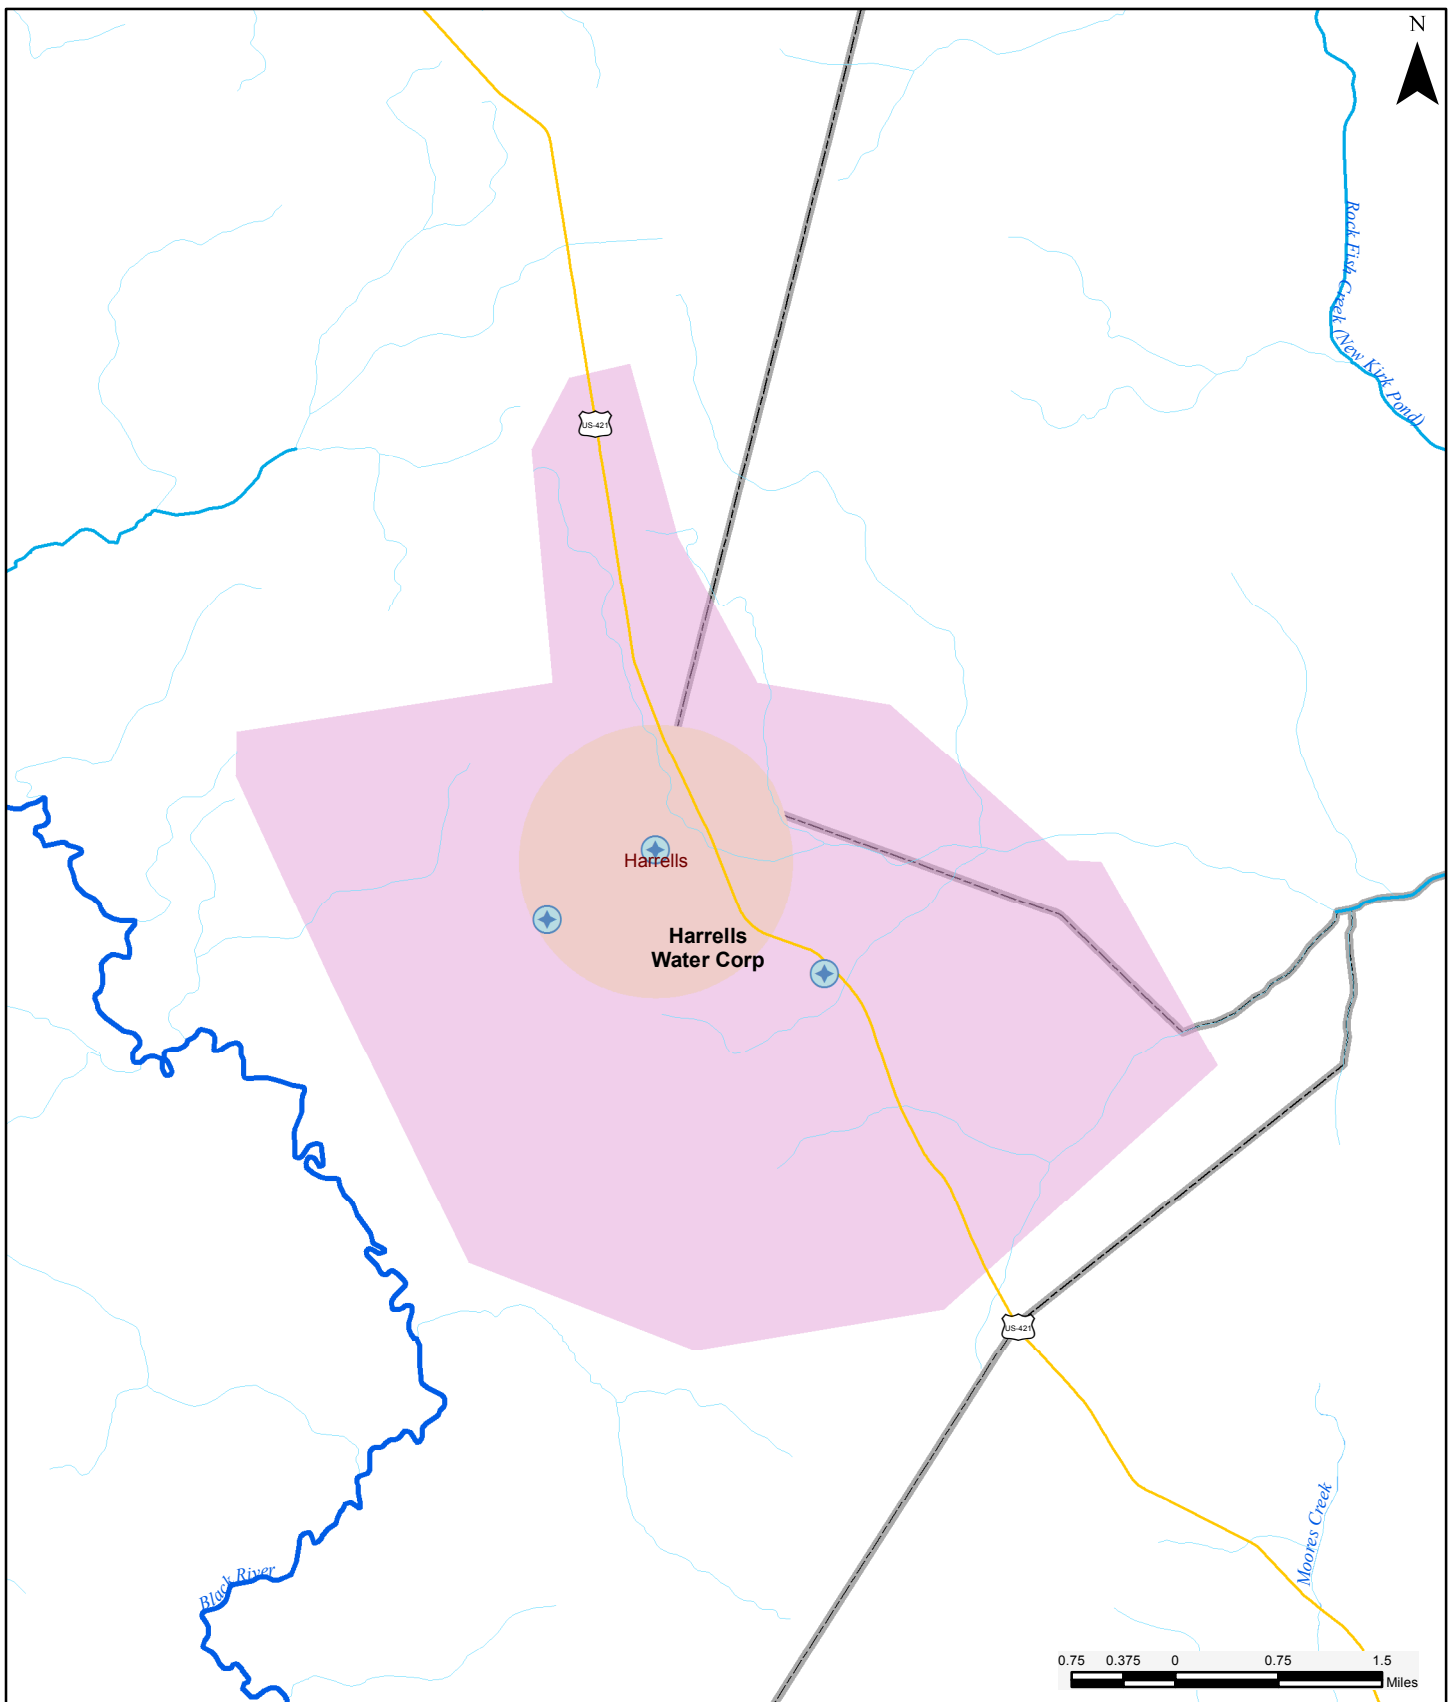 N
Rock Fish Creek (New Kirk Pond)
US-421
Harrells
Harrells
Water Corp
US-421
Moores Creek
Black River
0.75 0.375 0 0.75 1.5
Miles